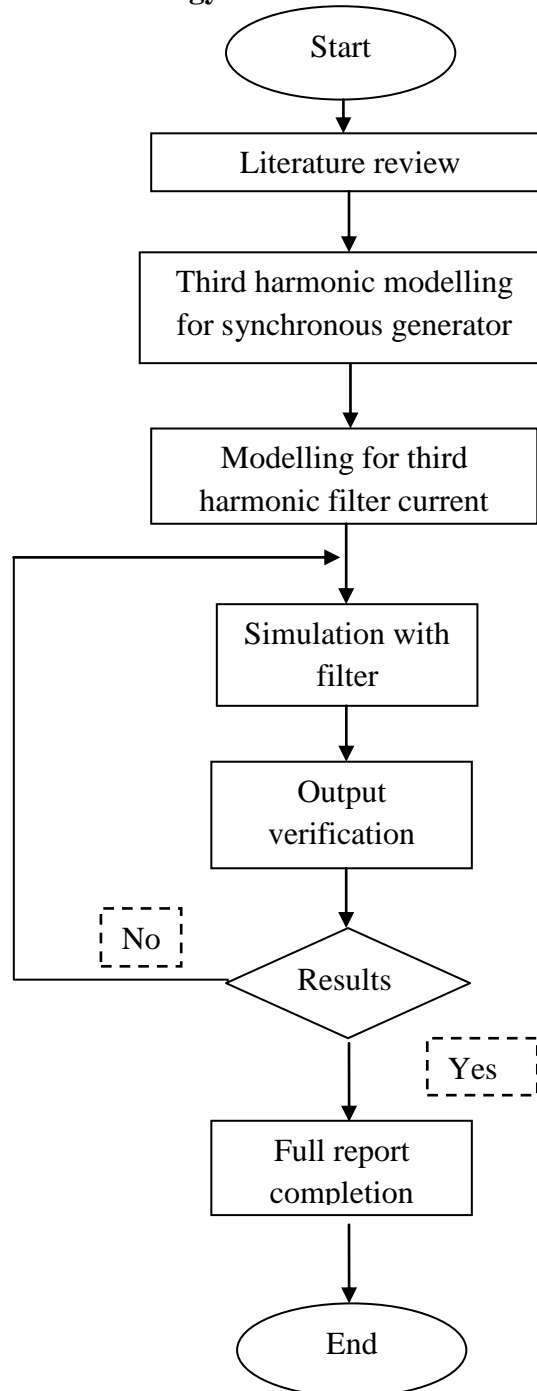 gy
Start
Literature review
Third harmonic modelling
for synchronous generator
Modelling for third
harmonic filter current
Simulation with
filter
Output
verification
No
Results
Yes
Full report
completion
End